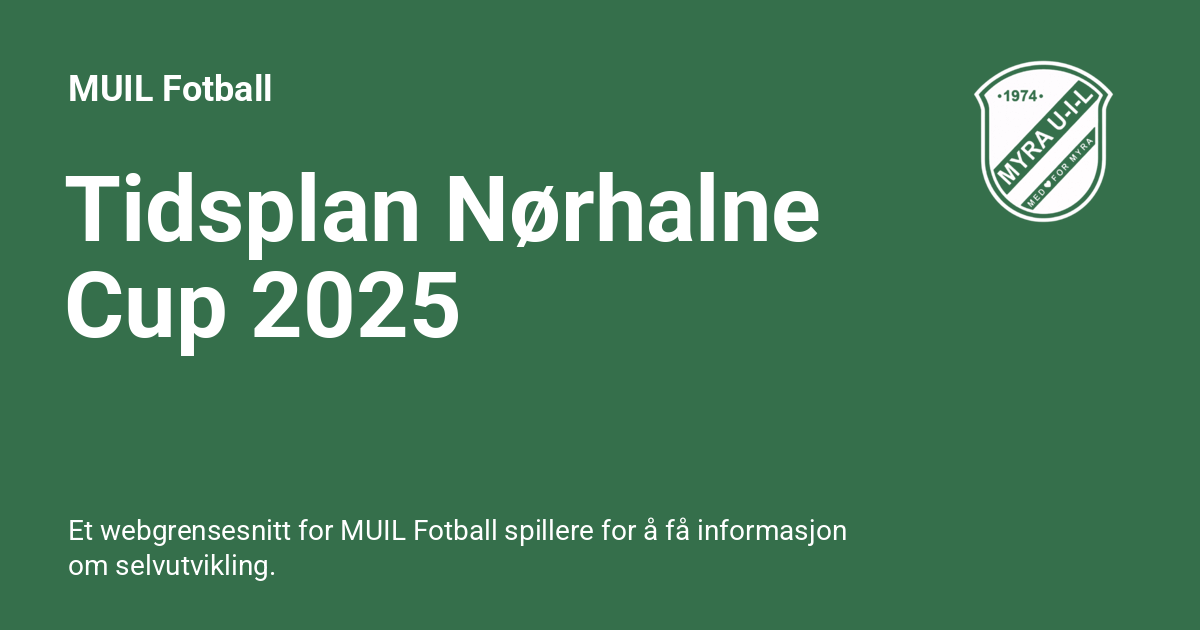 MUIL Fotball
·1974·
MYRA U-I-L
MED♥FOR MYRA
Tidsplan Nørhalne
Cup 2025
Et webgrensesnitt for MUIL Fotball spillere for å få informasjon
om selvutvikling.